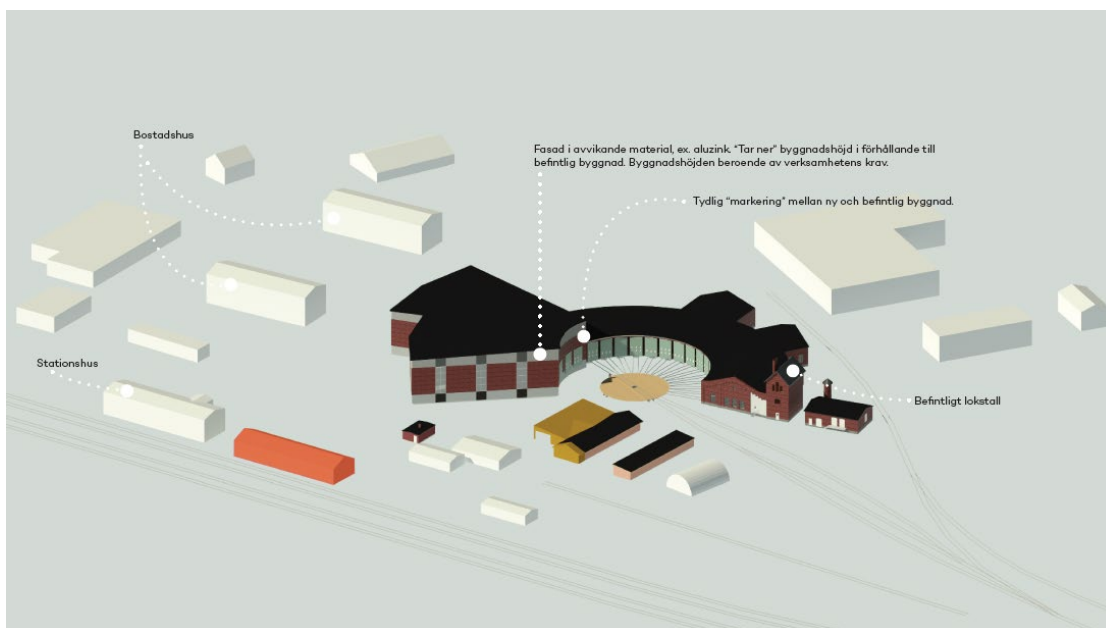 Bostadshus
Fasad i avvikande material, ex. aluzink. "Tar ner" byggnadshöjd i förhållande till
befintlig byggnad. Byggnadshöjden beroende av verksamhetens krav.
Tydlig "markering" mellan ny och befintlig byggnad.
Stationshus
Befintligt lokstall